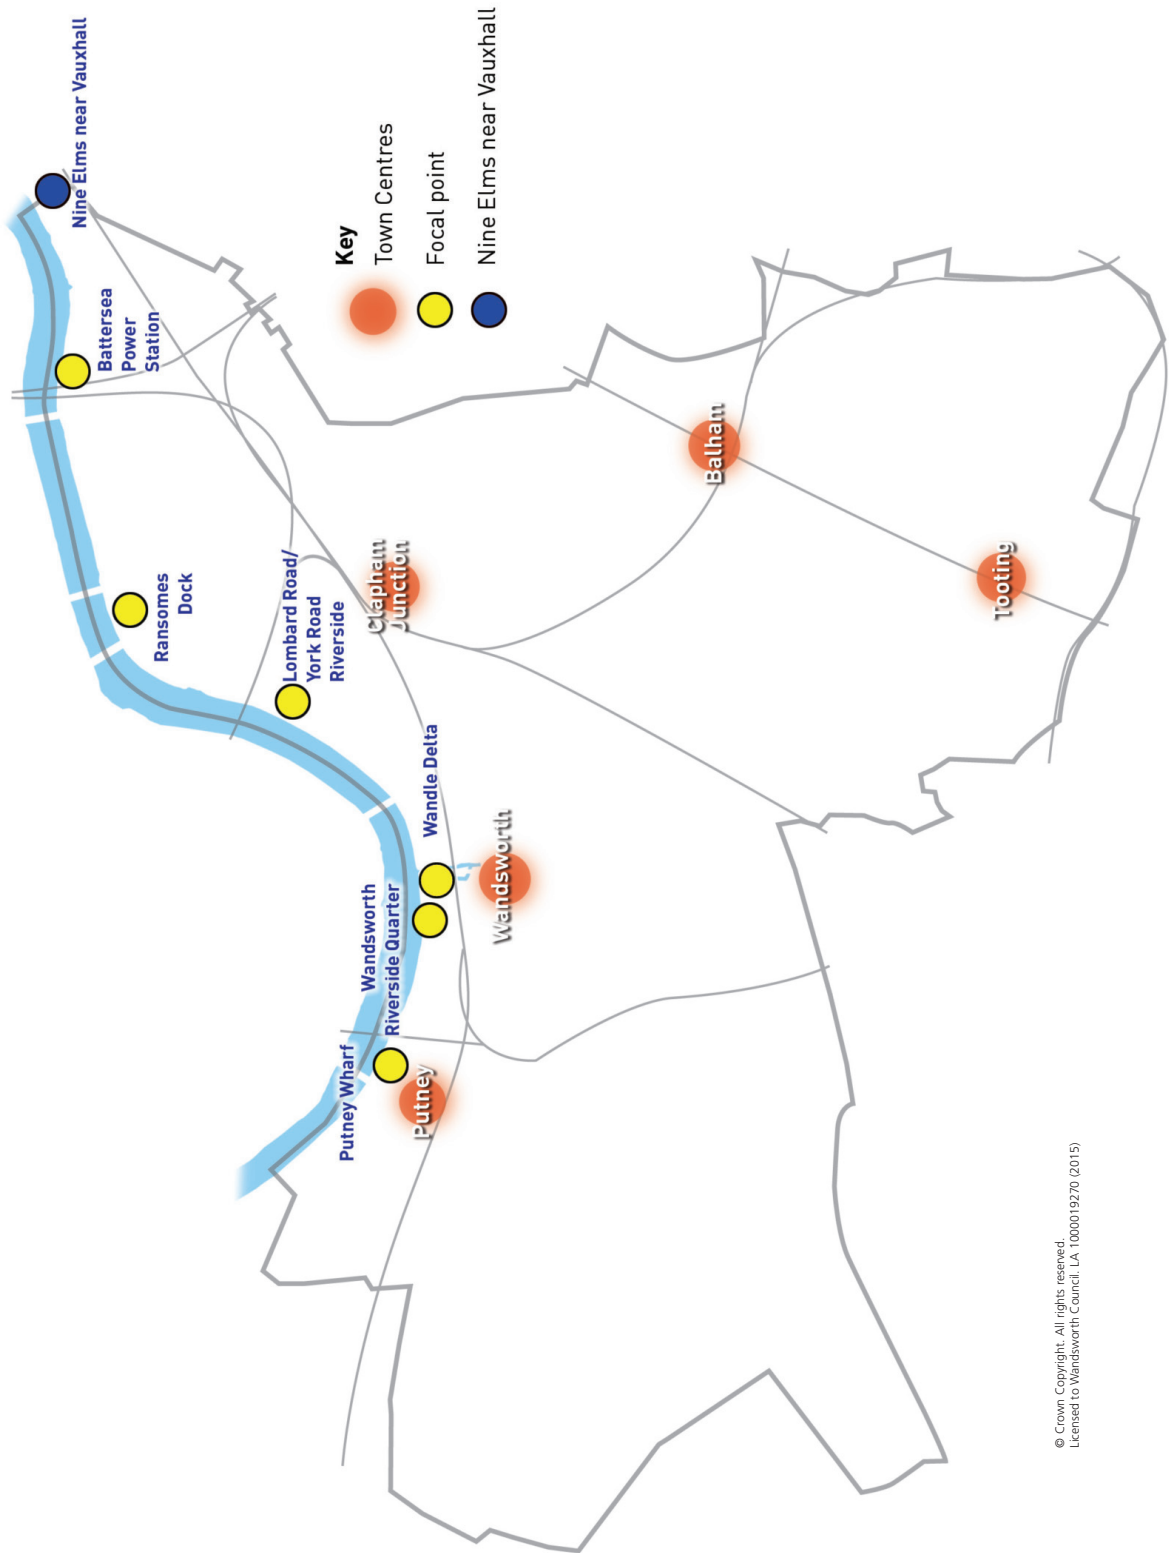 Nine Elms near Vauxhall
Battersea
Power
Station
Ransomes
Dock
Lombard Road/
York Road
Riverside
Clapham
Junction
Wandle Delta
Wandsworth
Riverside Quarter
Wandsworth
Putney Wharf
Putney
Balham
Tooting
Key
Town Centres
Focal point
Nine Elms near Vauxhall
© Crown Copyright. All rights reserved.
Licensed to Wandsworth Council. LA 1000019270 (2015)